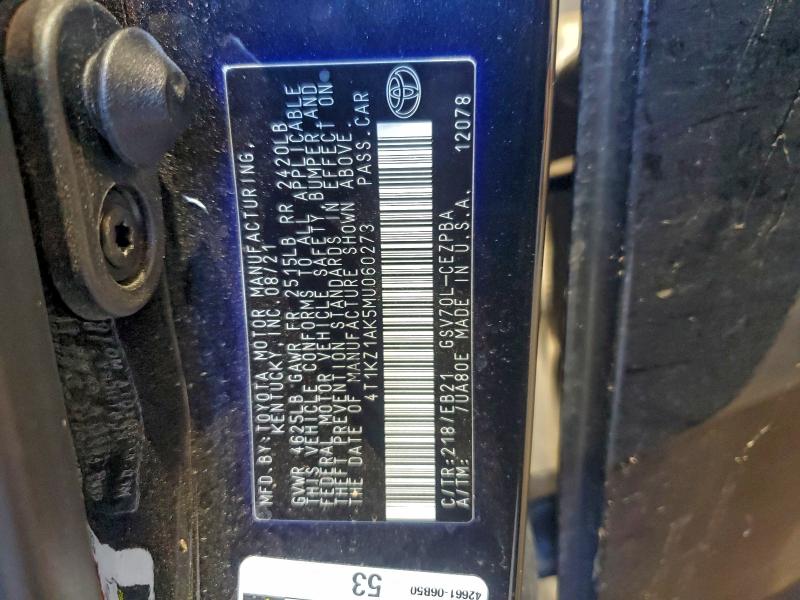 MFD.BY:TOYOTA MOTOR MANUFACTURING,
KENTUCKY, INC. 08/21
GVWR 4625LB GAWR FR 2515LB RR 2420LB
THIS VEHICLE CONFORMS TO ALL APPLICABLE
FEDERAL MOTOR VEHICLE SAFETY BUMPER, AND
THEFT PREVENTION STANDARDS IN EFFECT ON
THE DATE OF MANUFACTURE SHOWN ABOVE.
4T1KZ1AK5MU060273 PASS.CAR
C/TR:218/EB21 GSV70L-CE7PBA
A/TM: -/UA80E MADE IN U.S.A. 12078
53
42661-06B50